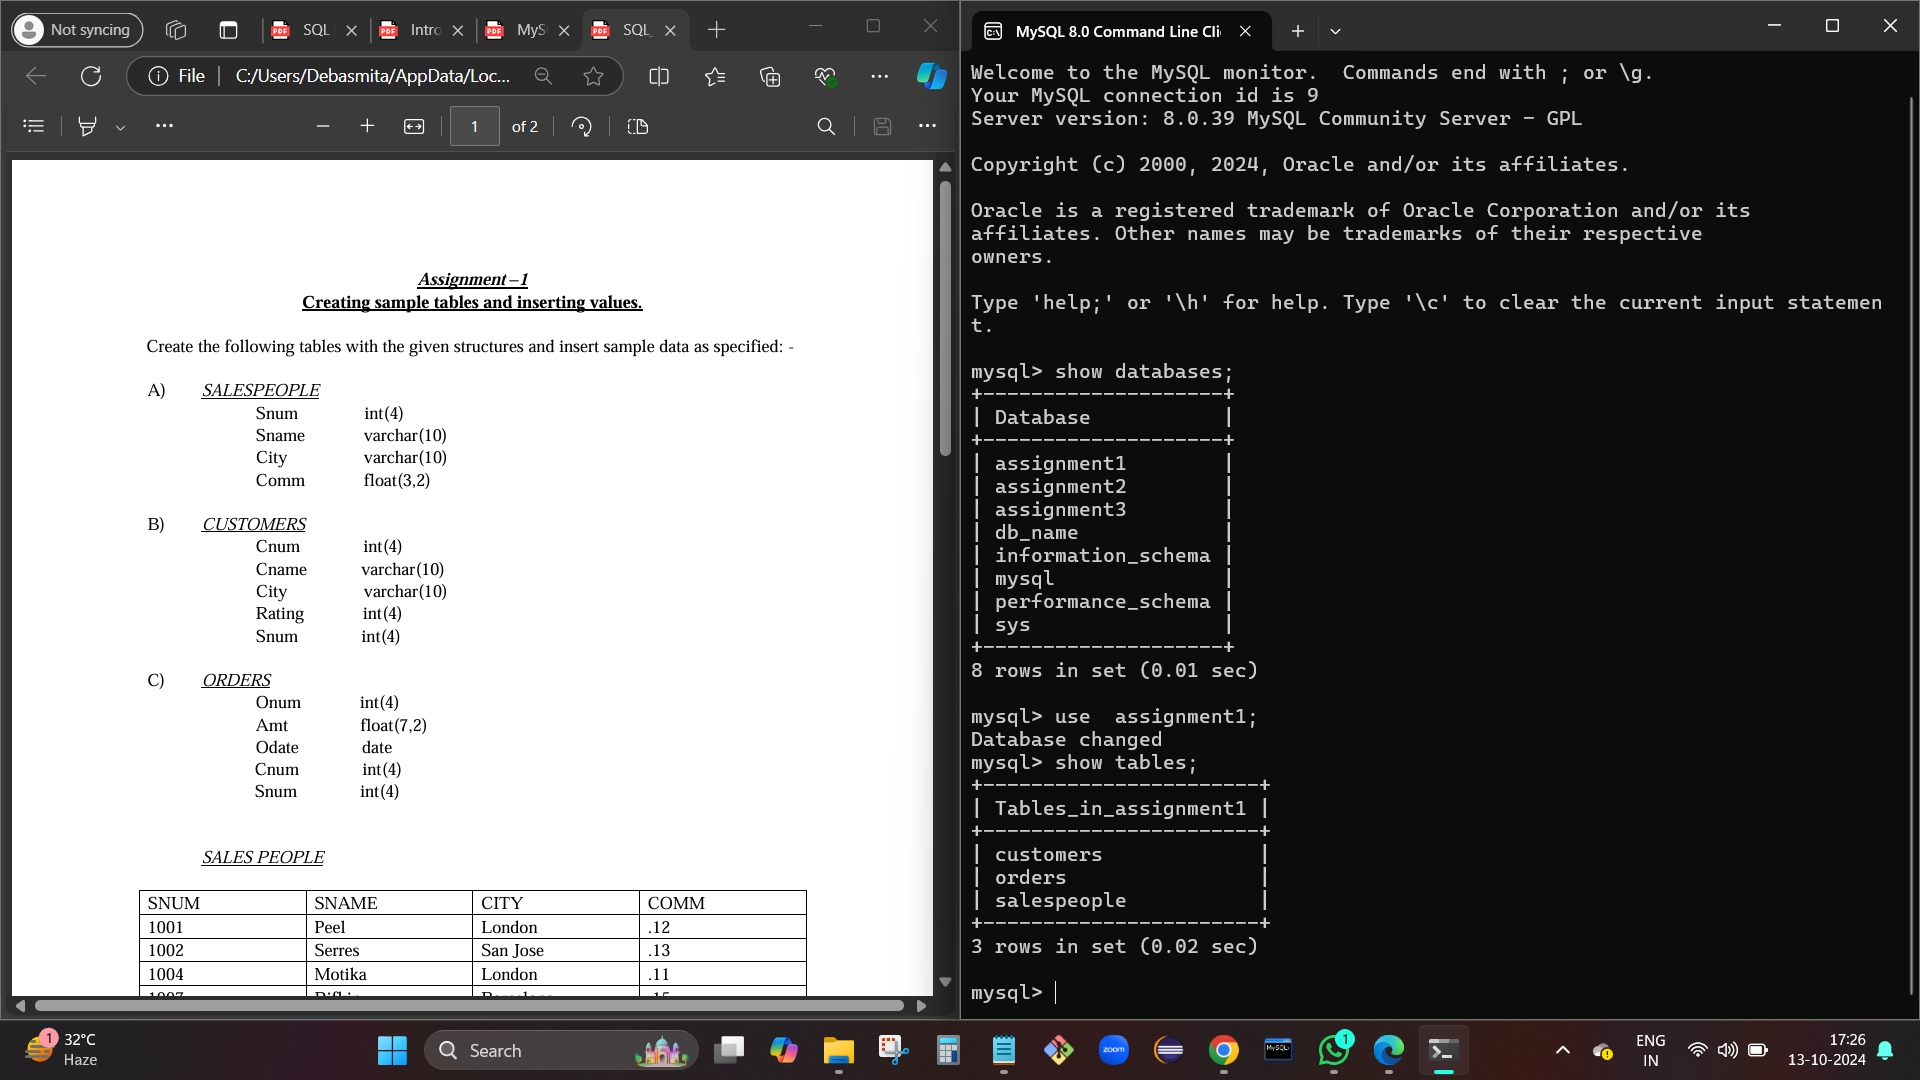 Not syncing
SQL
Intro
MyS
SQL_
File
C:/Users/Debasmita/AppData/Loc...
1
of 2
Assignment –1
Creating sample tables and inserting values.
Create the following tables with the given structures and insert sample data as specified: -
A) SALESPEOPLE
Snum int(4)
Sname varchar(10)
City varchar(10)
Comm float(3,2)
B) CUSTOMERS
Cnum int(4)
Cname varchar(10)
City varchar(10)
Rating int(4)
Snum int(4)
C) ORDERS
Onum int(4)
Amt float(7,2)
Odate date
Cnum int(4)
Snum int(4)
SALES PEOPLE
SNUM SNAME CITY COMM
1001 Peel London .12
1002 Serres San Jose .13
1004 Motika London .11
MySQL 8.0 Command Line Cli
Welcome to the MySQL monitor.  Commands end with ; or \g.
Your MySQL connection id is 9
Server version: 8.0.39 MySQL Community Server - GPL
Copyright (c) 2000, 2024, Oracle and/or its affiliates.
Oracle is a registered trademark of Oracle Corporation and/or its
affiliates. Other names may be trademarks of their respective
owners.
Type 'help;' or '\h' for help. Type '\c' to clear the current input statemen
t.
mysql> show databases;
+--------------------+
| Database           |
+--------------------+
| assignment1        |
| assignment2        |
| assignment3        |
| db_name            |
| information_schema |
| mysql              |
| performance_schema |
| sys                |
+--------------------+
8 rows in set (0.01 sec)
mysql> use  assignment1;
Database changed
mysql> show tables;
+-----------------------+
| Tables_in_assignment1 |
+-----------------------+
| customers             |
| orders                |
| salespeople           |
+-----------------------+
3 rows in set (0.02 sec)
mysql>
1
32°C
Haze
Search
zoom
MySQL
1
ENG
IN
17:26
13-10-2024